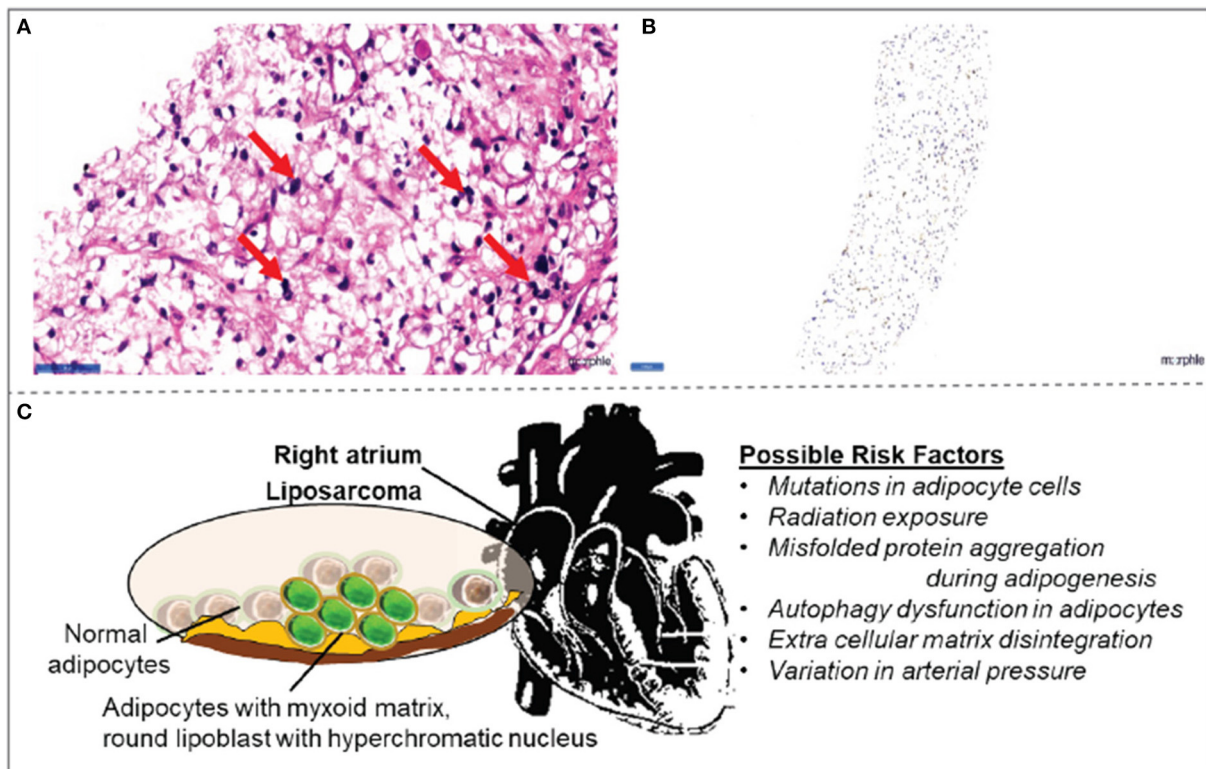 A
B
m::rphle
m::rphle
C
Right atrium
Liposarcoma
Normal
adipocytes
Adipocytes with myxoid matrix,
round lipoblast with hyperchromatic nucleus
Possible Risk Factors
• Mutations in adipocyte cells
• Radiation exposure
• Misfolded protein aggregation
during adipogenesis
• Autophagy dysfunction in adipocytes
• Extra cellular matrix disintegration
• Variation in arterial pressure